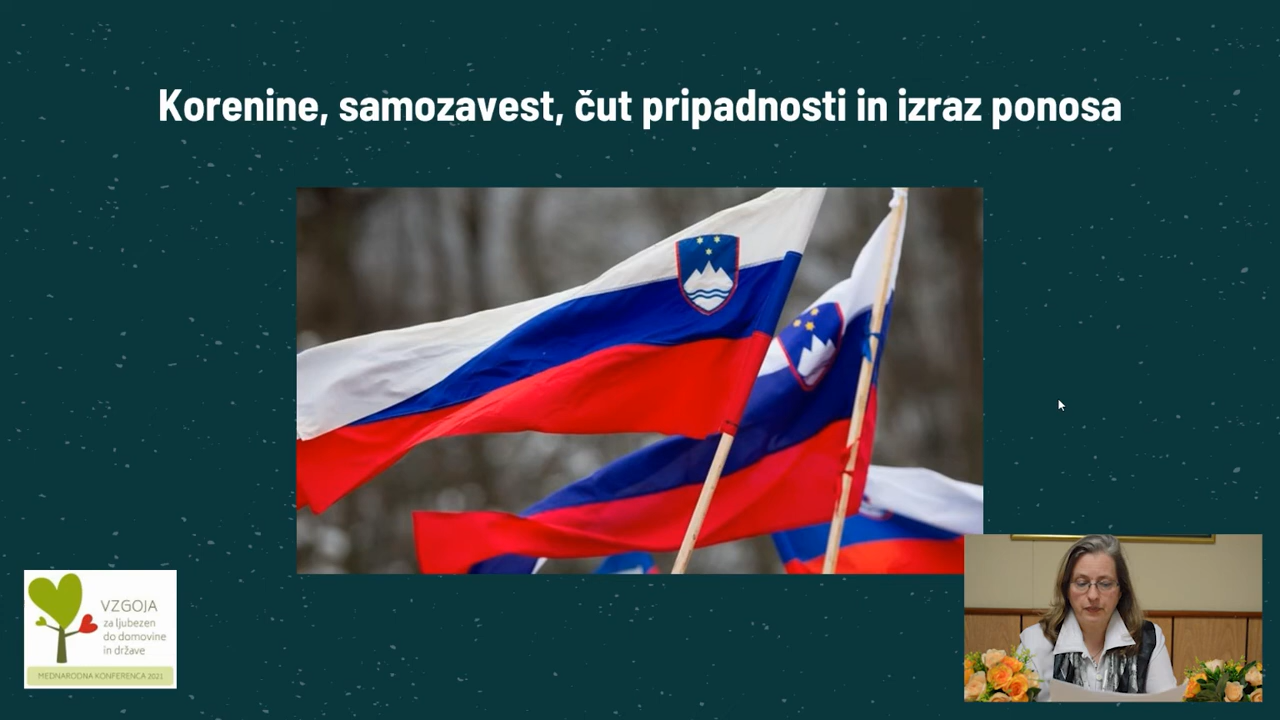 Korenine, samozavest, čut pripadnosti in izraz ponosa
VZGOJA
za ljubezen
do domovine
in države
MEDNARODNA KONFERENCA 2021